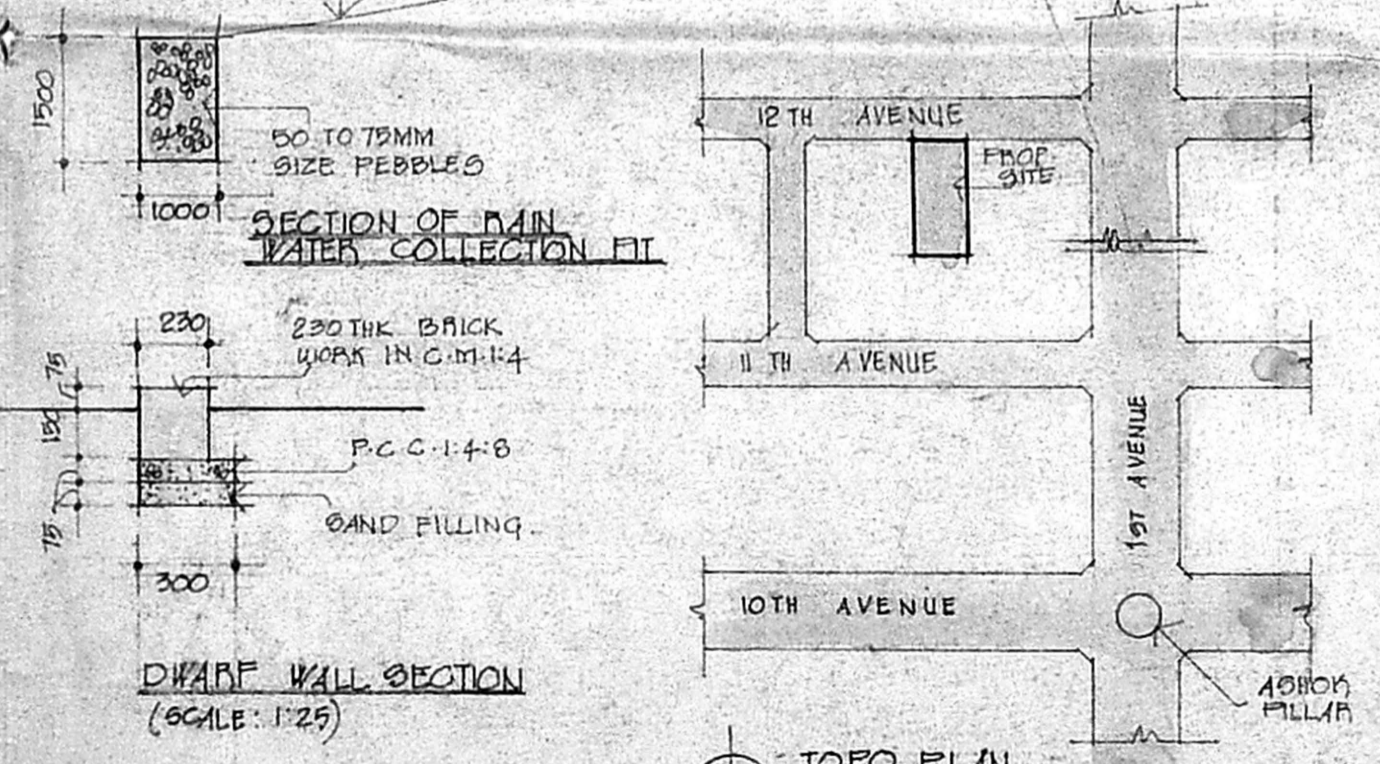 1500
50 TO 75MM
SIZE PEBBLES
1000
SECTION OF RAIN
WATER COLLECTION PIT
230
230 THK BRICK
WORK IN C.M.1:4
75
150
P.C.C.1:4:8
75
SAND FILLING.
300
DWARF WALL SECTION
(SCALE: 1:25)
12 TH AVENUE
PROP.
SITE
11 TH AVENUE
1ST AVENUE
10TH AVENUE
ASHOK
PILLAR
TOPO PLAN